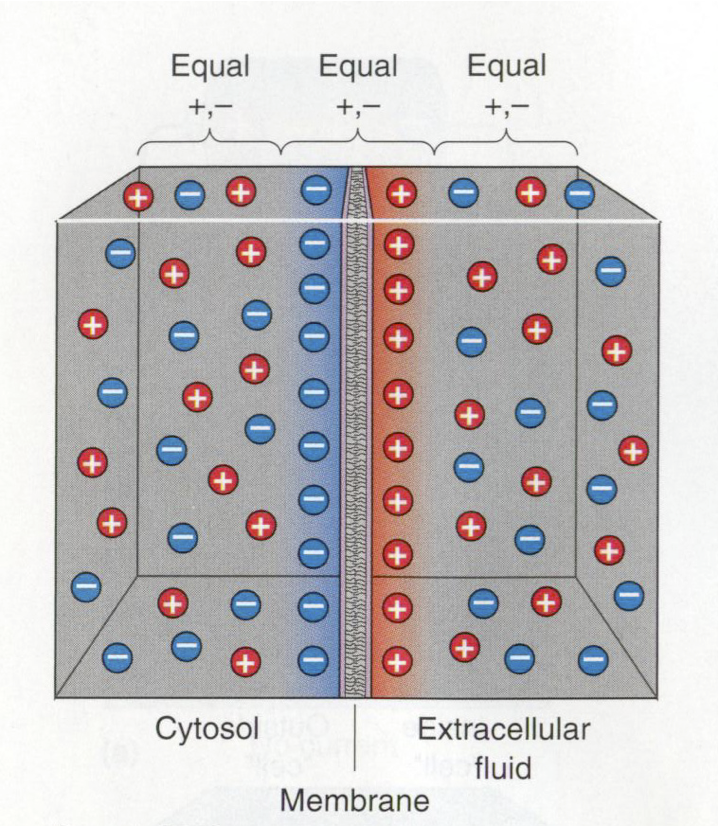 Equal Equal Equal
+,− +,− +,−
Cytosol Extracellular
fluid
Membrane